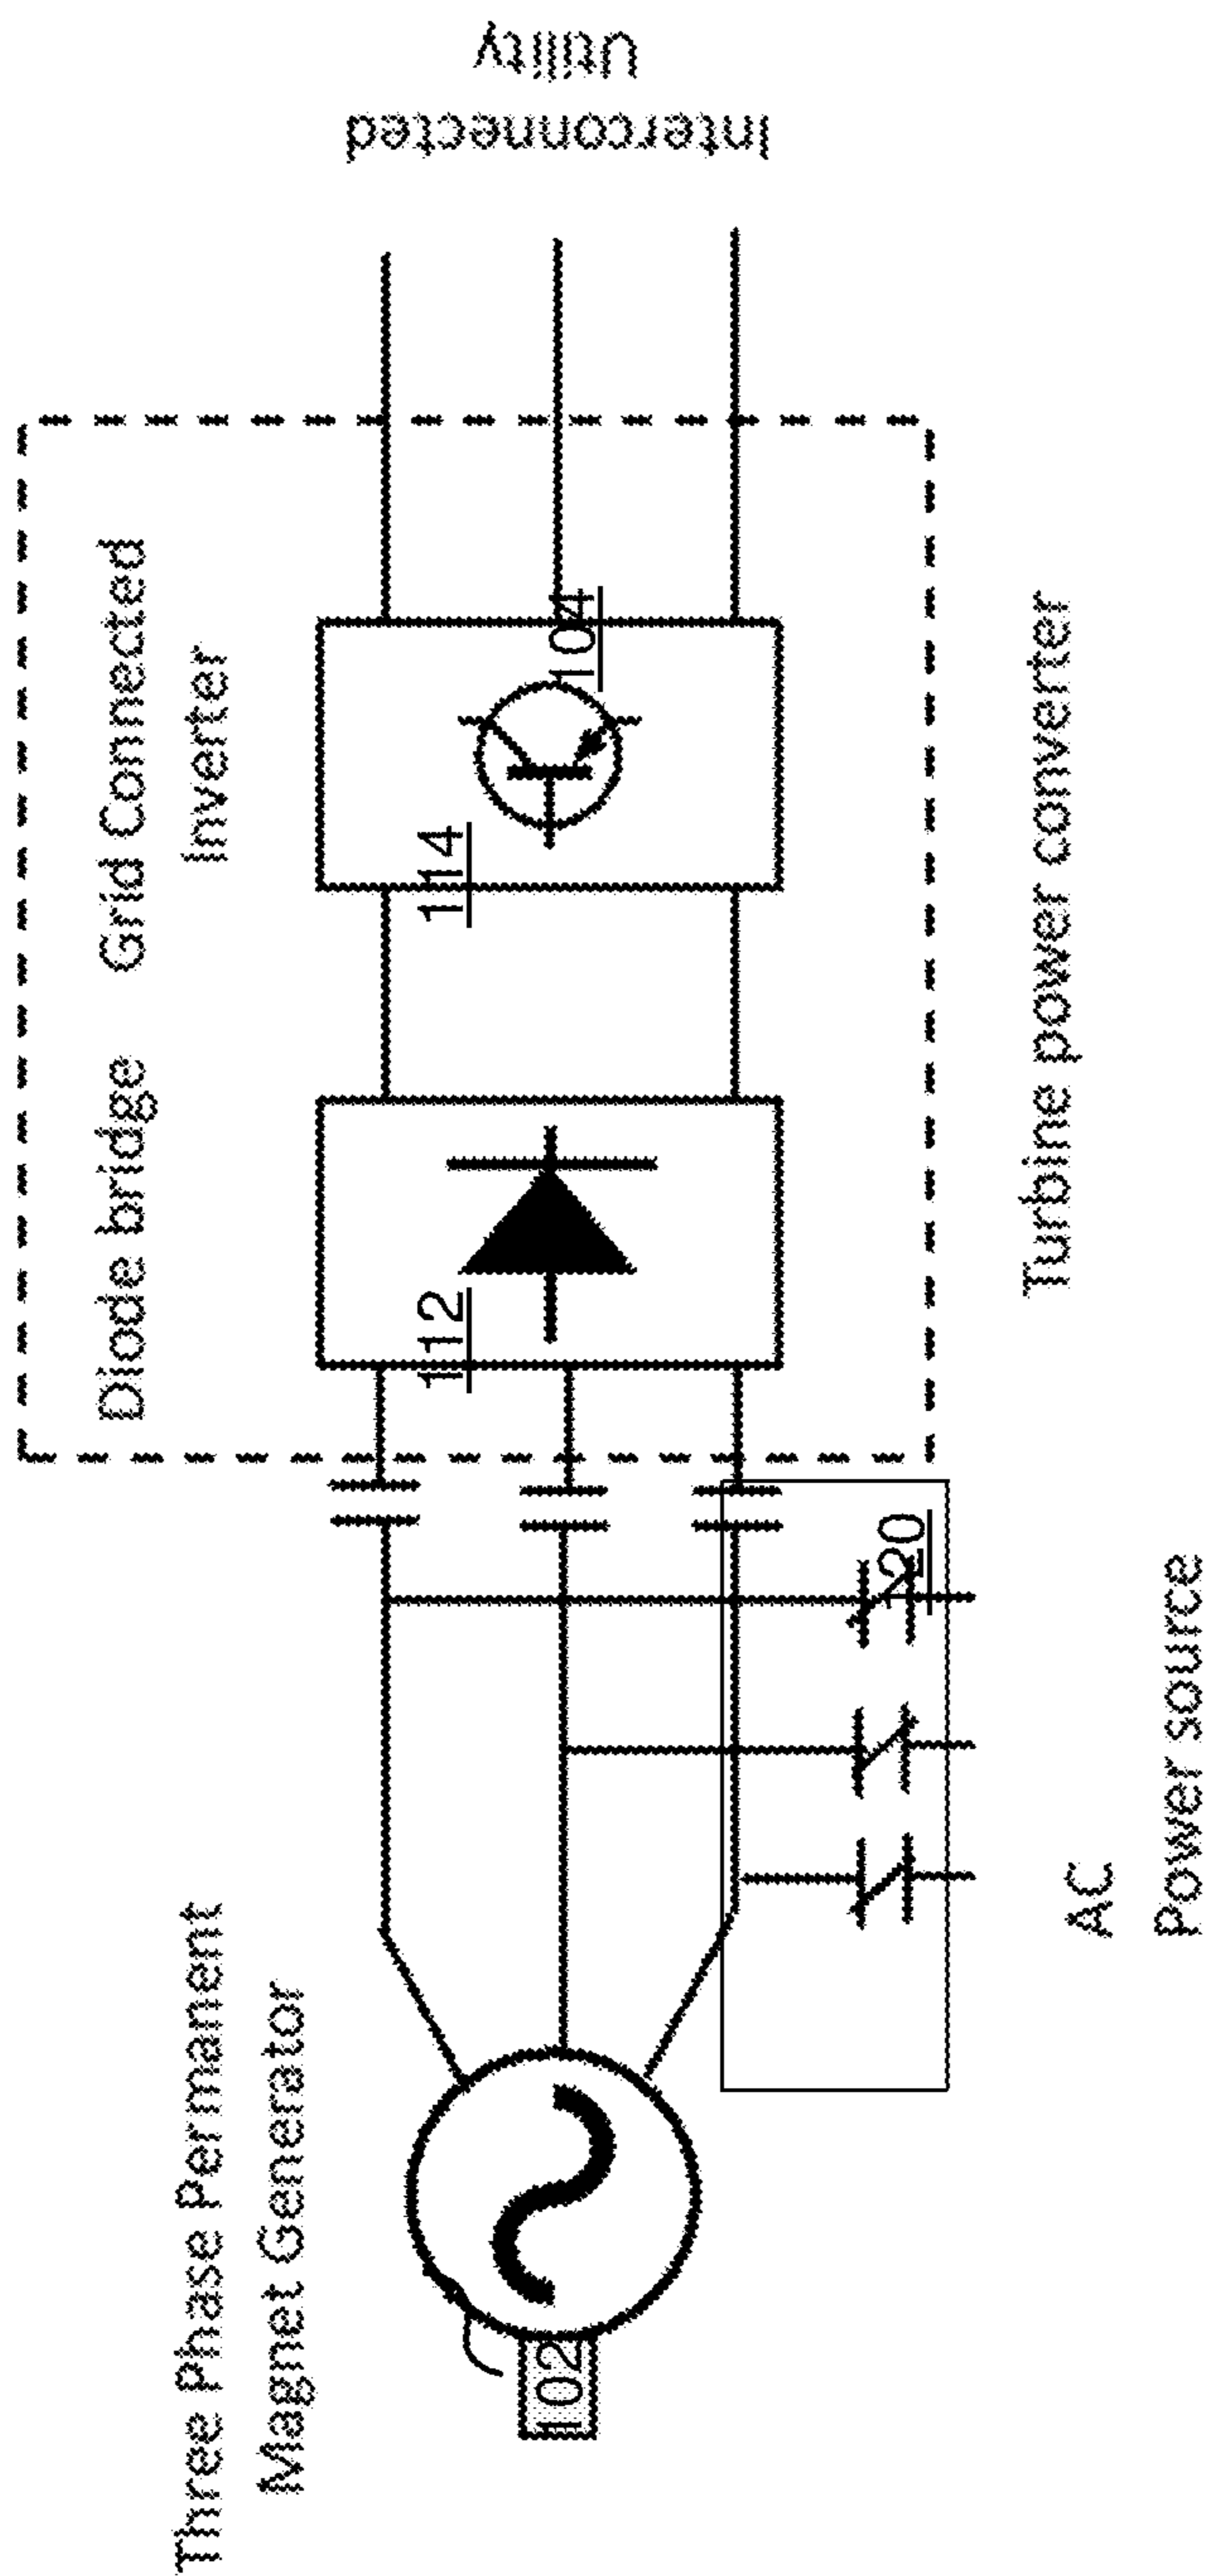 Three Phase Permanent
Magnet Generator
102
Diode bridge
Grid Connected
Inverter
112
114
104
120
AC
Power source
Turbine power converter
Interconnected
Utility